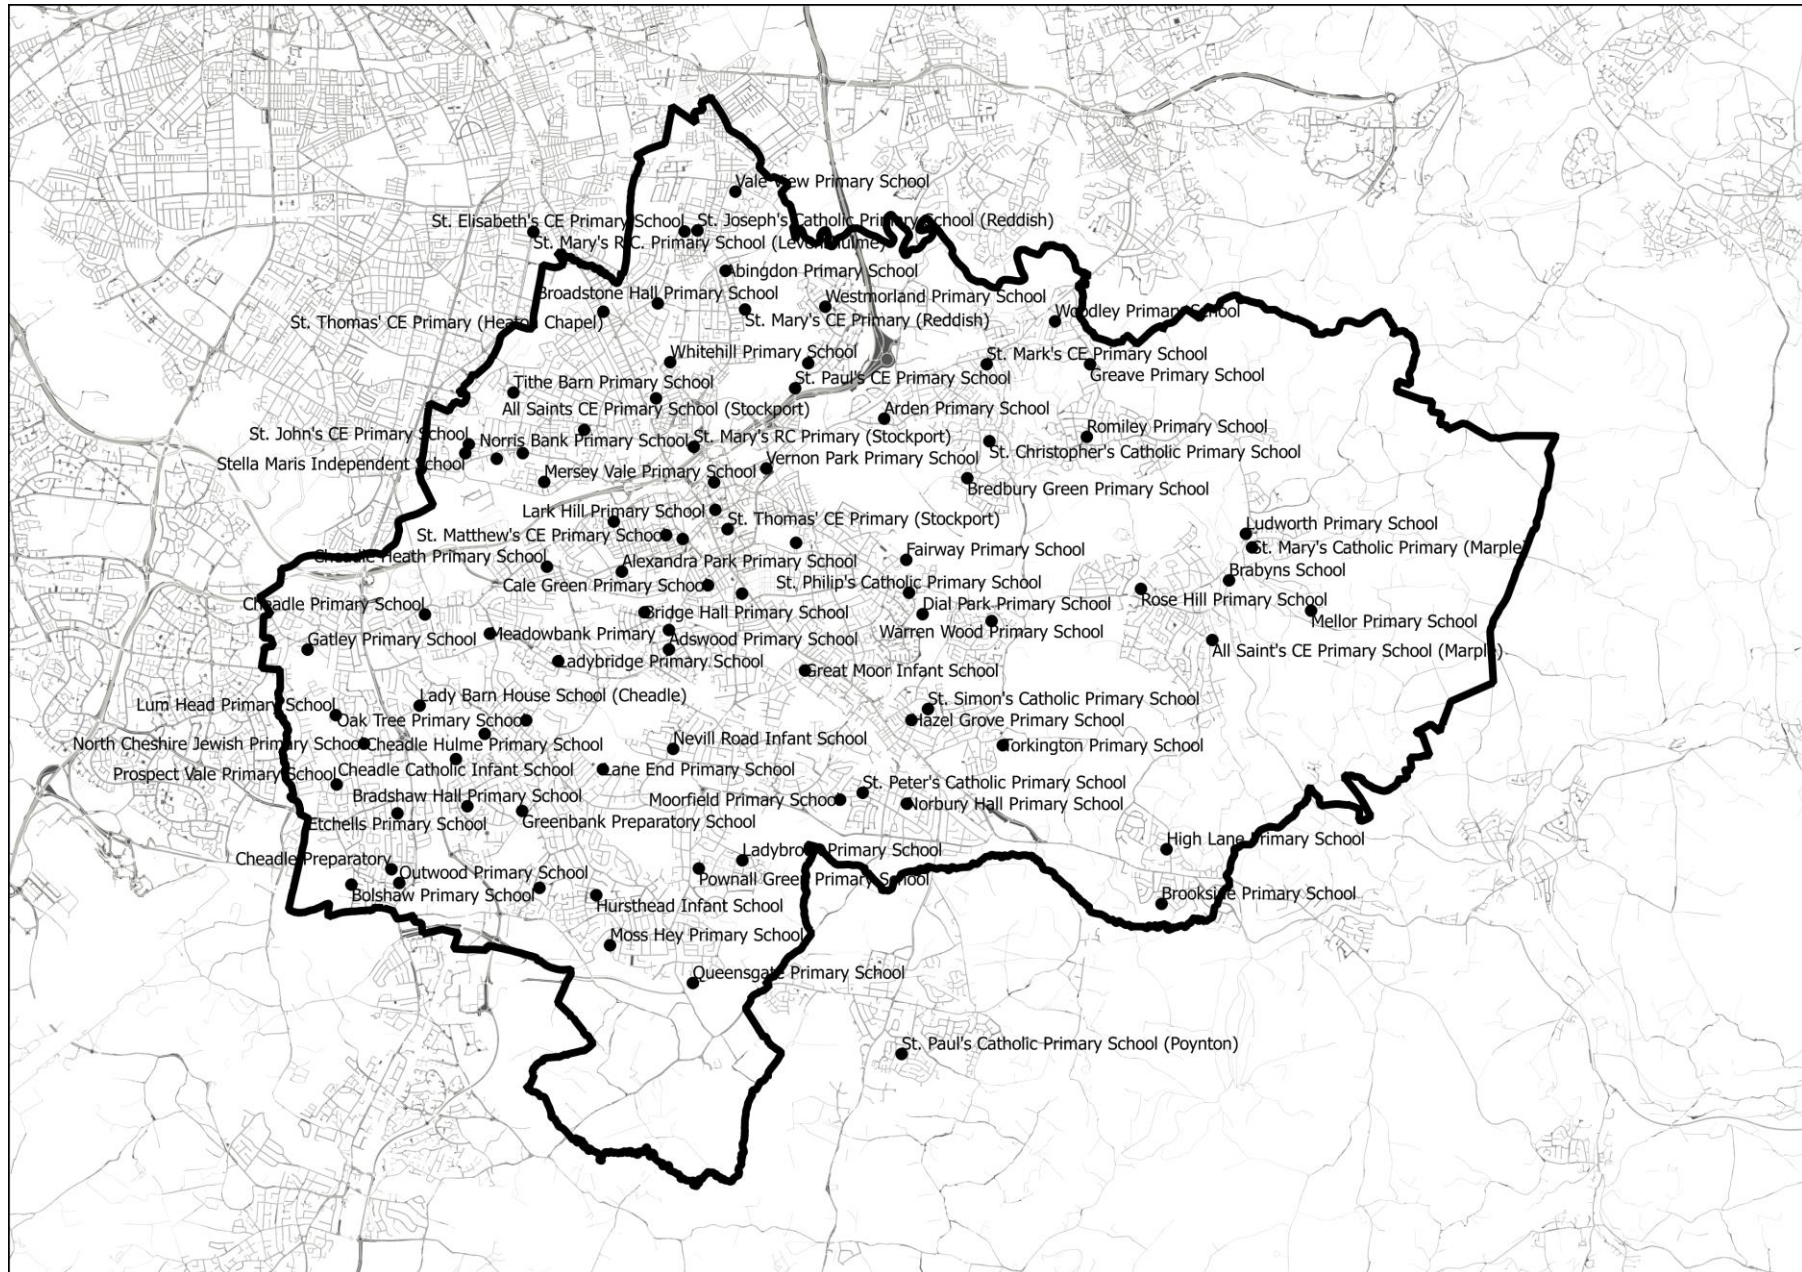 Vale View Primary School
St. Elisabeth's CE Primary School
St. Joseph's Catholic Primary School (Reddish)
St. Mary's R.C. Primary School (Levenshulme)
Abingdon Primary School
Broadstone Hall Primary School
Westmorland Primary School
St. Thomas' CE Primary (Heaton Chapel)
St. Mary's CE Primary (Reddish)
Woodley Primary School
Whitehill Primary School
St. Mark's CE Primary School
Tithe Barn Primary School
St. Paul's CE Primary School
Greave Primary School
All Saints CE Primary School (Stockport)
Arden Primary School
St. John's CE Primary School
Norris Bank Primary School
St. Mary's RC Primary (Stockport)
Romiley Primary School
Stella Maris Independent School
Mersey Vale Primary School
Vernon Park Primary School
St. Christopher's Catholic Primary School
Bredbury Green Primary School
Lark Hill Primary School
St. Thomas' CE Primary (Stockport)
Ludworth Primary School
St. Matthew's CE Primary School
St. Mary's Catholic Primary (Marple)
Cheadle Heath Primary School
Alexandra Park Primary School
Fairway Primary School
Brabyns School
Cale Green Primary School
St. Philip's Catholic Primary School
Cheadle Primary School
Bridge Hall Primary School
Dial Park Primary School
Rose Hill Primary School
Gatley Primary School
Meadowbank Primary
Adswood Primary School
Warren Wood Primary School
Mellor Primary School
Ladybridge Primary School
Great Moor Infant School
All Saint's CE Primary School (Marple)
Lum Head Primary School
Lady Barn House School (Cheadle)
St. Simon's Catholic Primary School
Oak Tree Primary School
Hazel Grove Primary School
North Cheshire Jewish Primary School
Cheadle Hulme Primary School
Nevill Road Infant School
Torkington Primary School
Prospect Vale Primary School
Cheadle Catholic Infant School
Lane End Primary School
St. Peter's Catholic Primary School
Bradshaw Hall Primary School
Moorfield Primary School
Norbury Hall Primary School
Etchells Primary School
Greenbank Preparatory School
High Lane Primary School
Cheadle Preparatory
Ladybrook Primary School
Outwood Primary School
Pownall Green Primary School
Bolshaw Primary School
Hursthead Infant School
Brookside Primary School
Moss Hey Primary School
Queensgate Primary School
St. Paul's Catholic Primary School (Poynton)